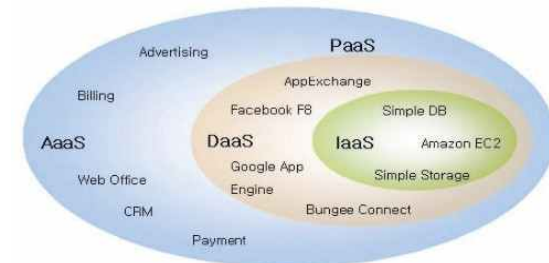 Advertising
PaaS
AppExchange
Billing
Facebook F8
Simple DB
AaaS
DaaS
IaaS
Amazon EC2
Google App
Engine
Web Office
Simple Storage
CRM
Bungee Connect
Payment